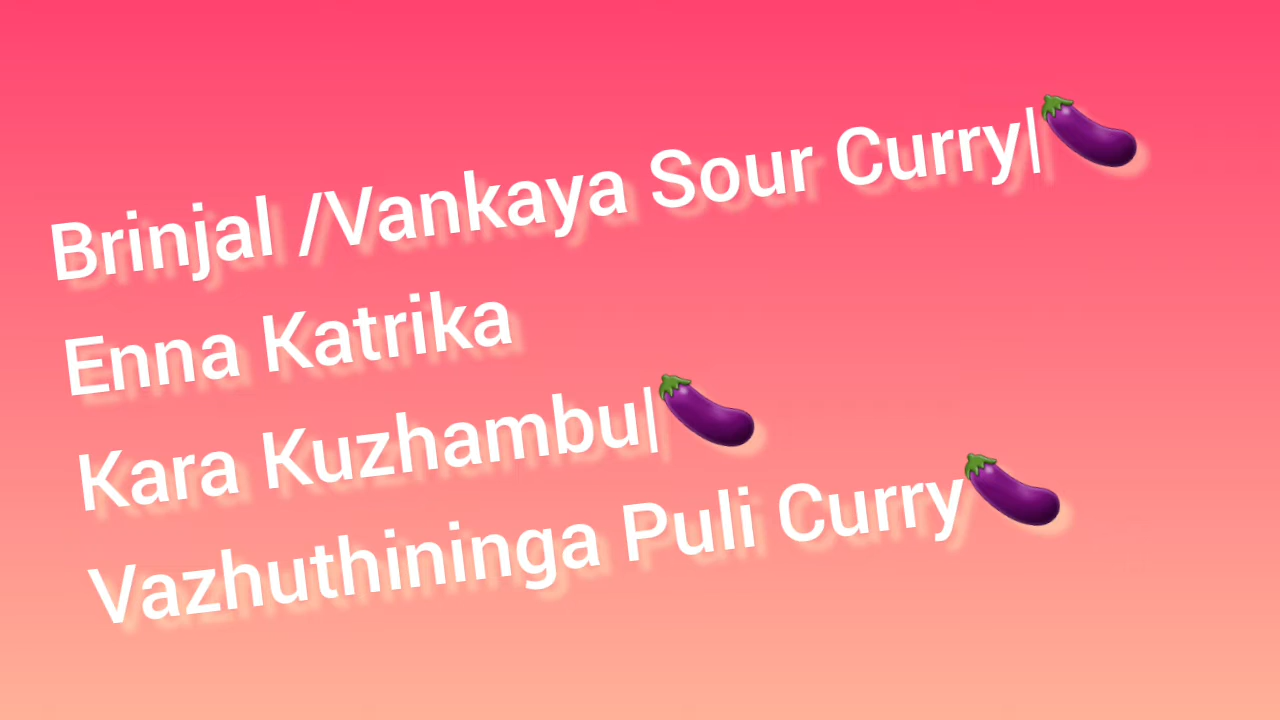 Brinjal /Vankaya Sour Curry|🍆
Enna Katrika
Kara Kuzhambu|🍆
Vazhuthininga Puli Curry🍆